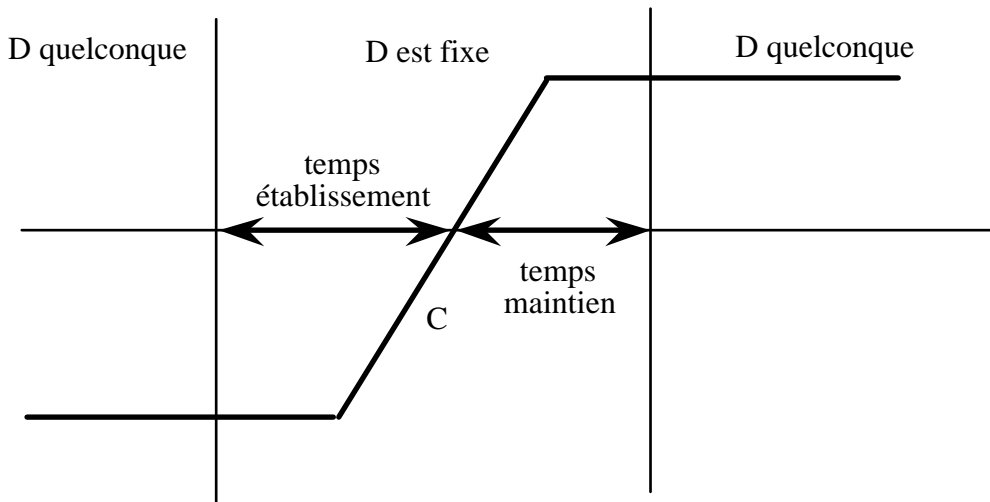 D quelconque
D est fixe
D quelconque
temps
établissement
temps
maintien
C